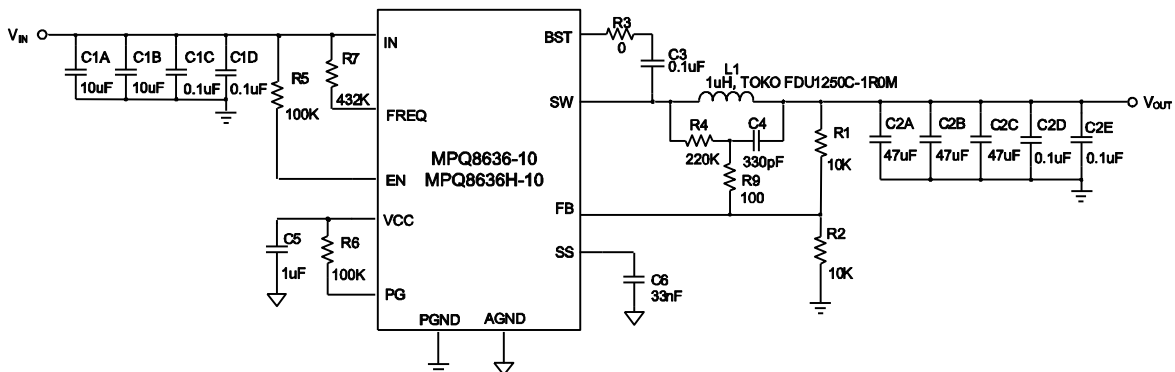 V_IN
C1A
10uF
C1B
10uF
C1C
0.1uF
C1D
0.1uF
R5
100K
R7
432K
IN
FREQ
EN
VCC
PG
PGND
AGND
MPQ8636-10
MPQ8636H-10
BST
SW
FB
SS
C5
1uF
R6
100K
R3
0
C3
0.1uF
L1
1uH, TOKO FDU1250C-1R0M
R4
220K
C4
330pF
R9
100
R1
10K
R2
10K
C6
33nF
C2A
47uF
C2B
47uF
C2C
47uF
C2D
0.1uF
C2E
0.1uF
V_OUT